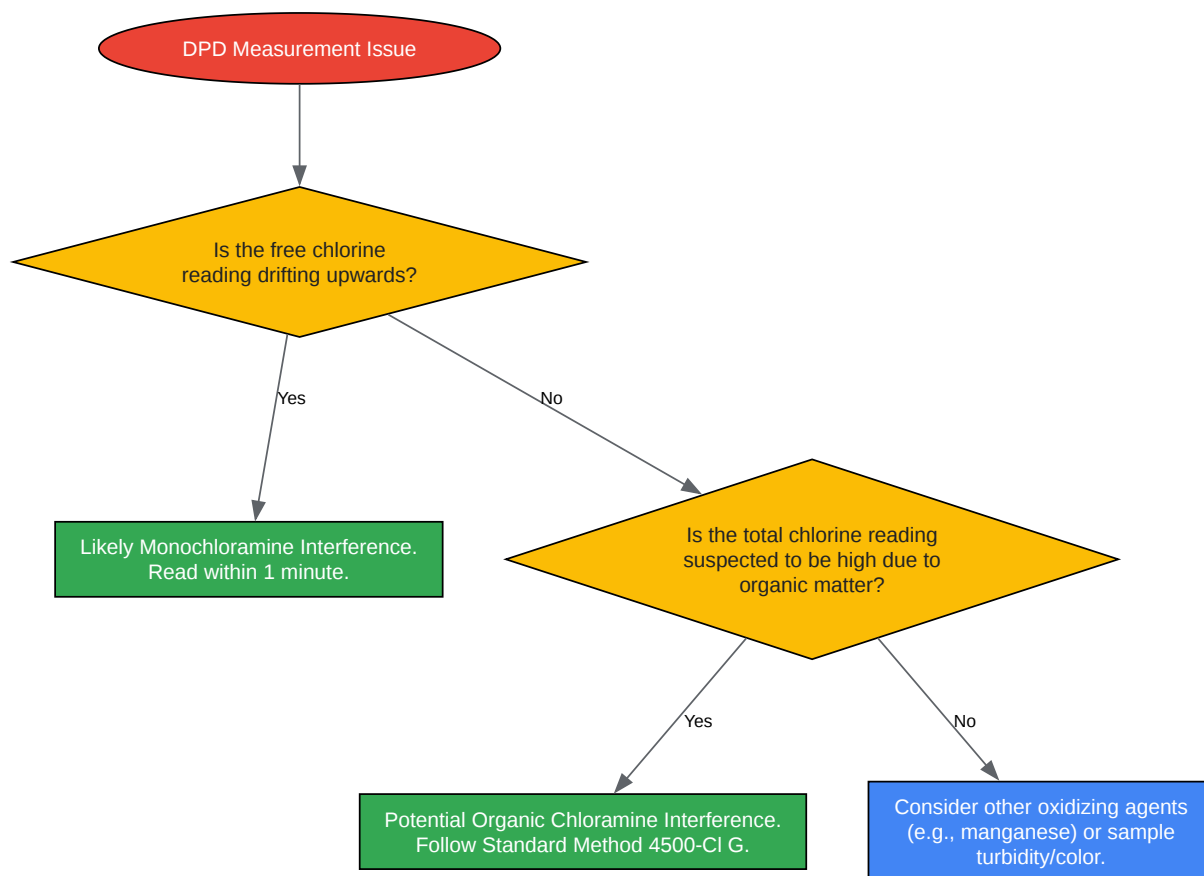 DPD Measurement Issue
Is the free chlorine
reading drifting upwards?
Yes
No
Likely Monochloramine Interference.
Read within 1 minute.
Is the total chlorine reading
suspected to be high due to
organic matter?
Yes
No
Potential Organic Chloramine Interference.
Follow Standard Method 4500-Cl G.
Consider other oxidizing agents
(e.g., manganese) or sample
turbidity/color.